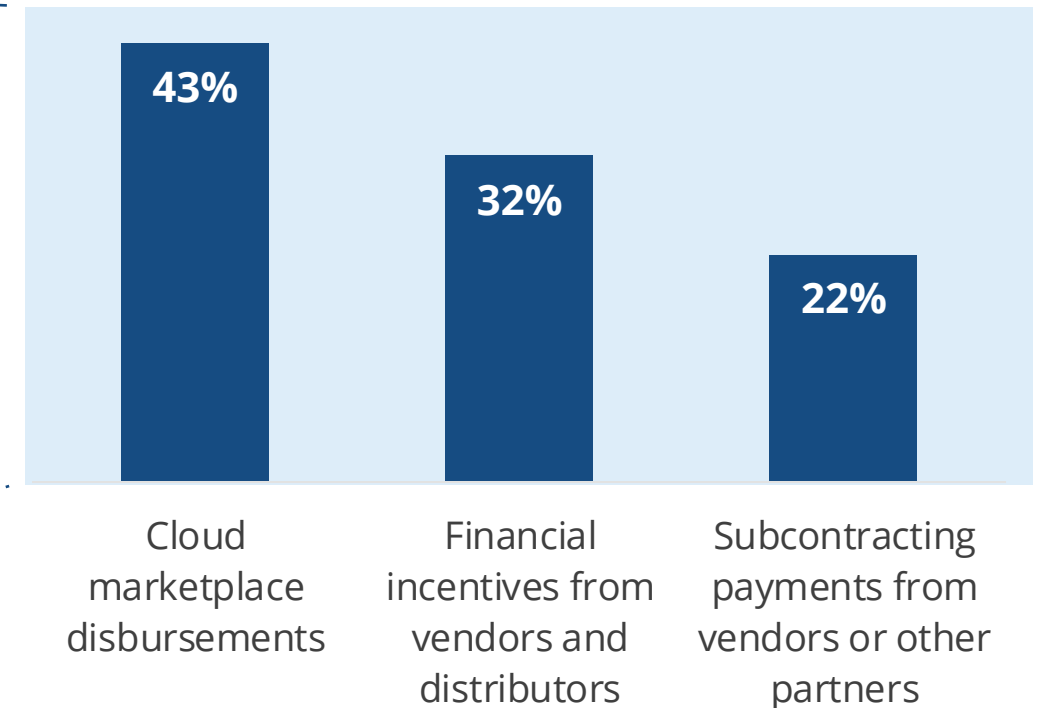 43%
32%
22%
Cloud
marketplace
disbursements
Financial
incentives from
vendors and
distributors
Subcontracting
payments from
vendors or other
partners